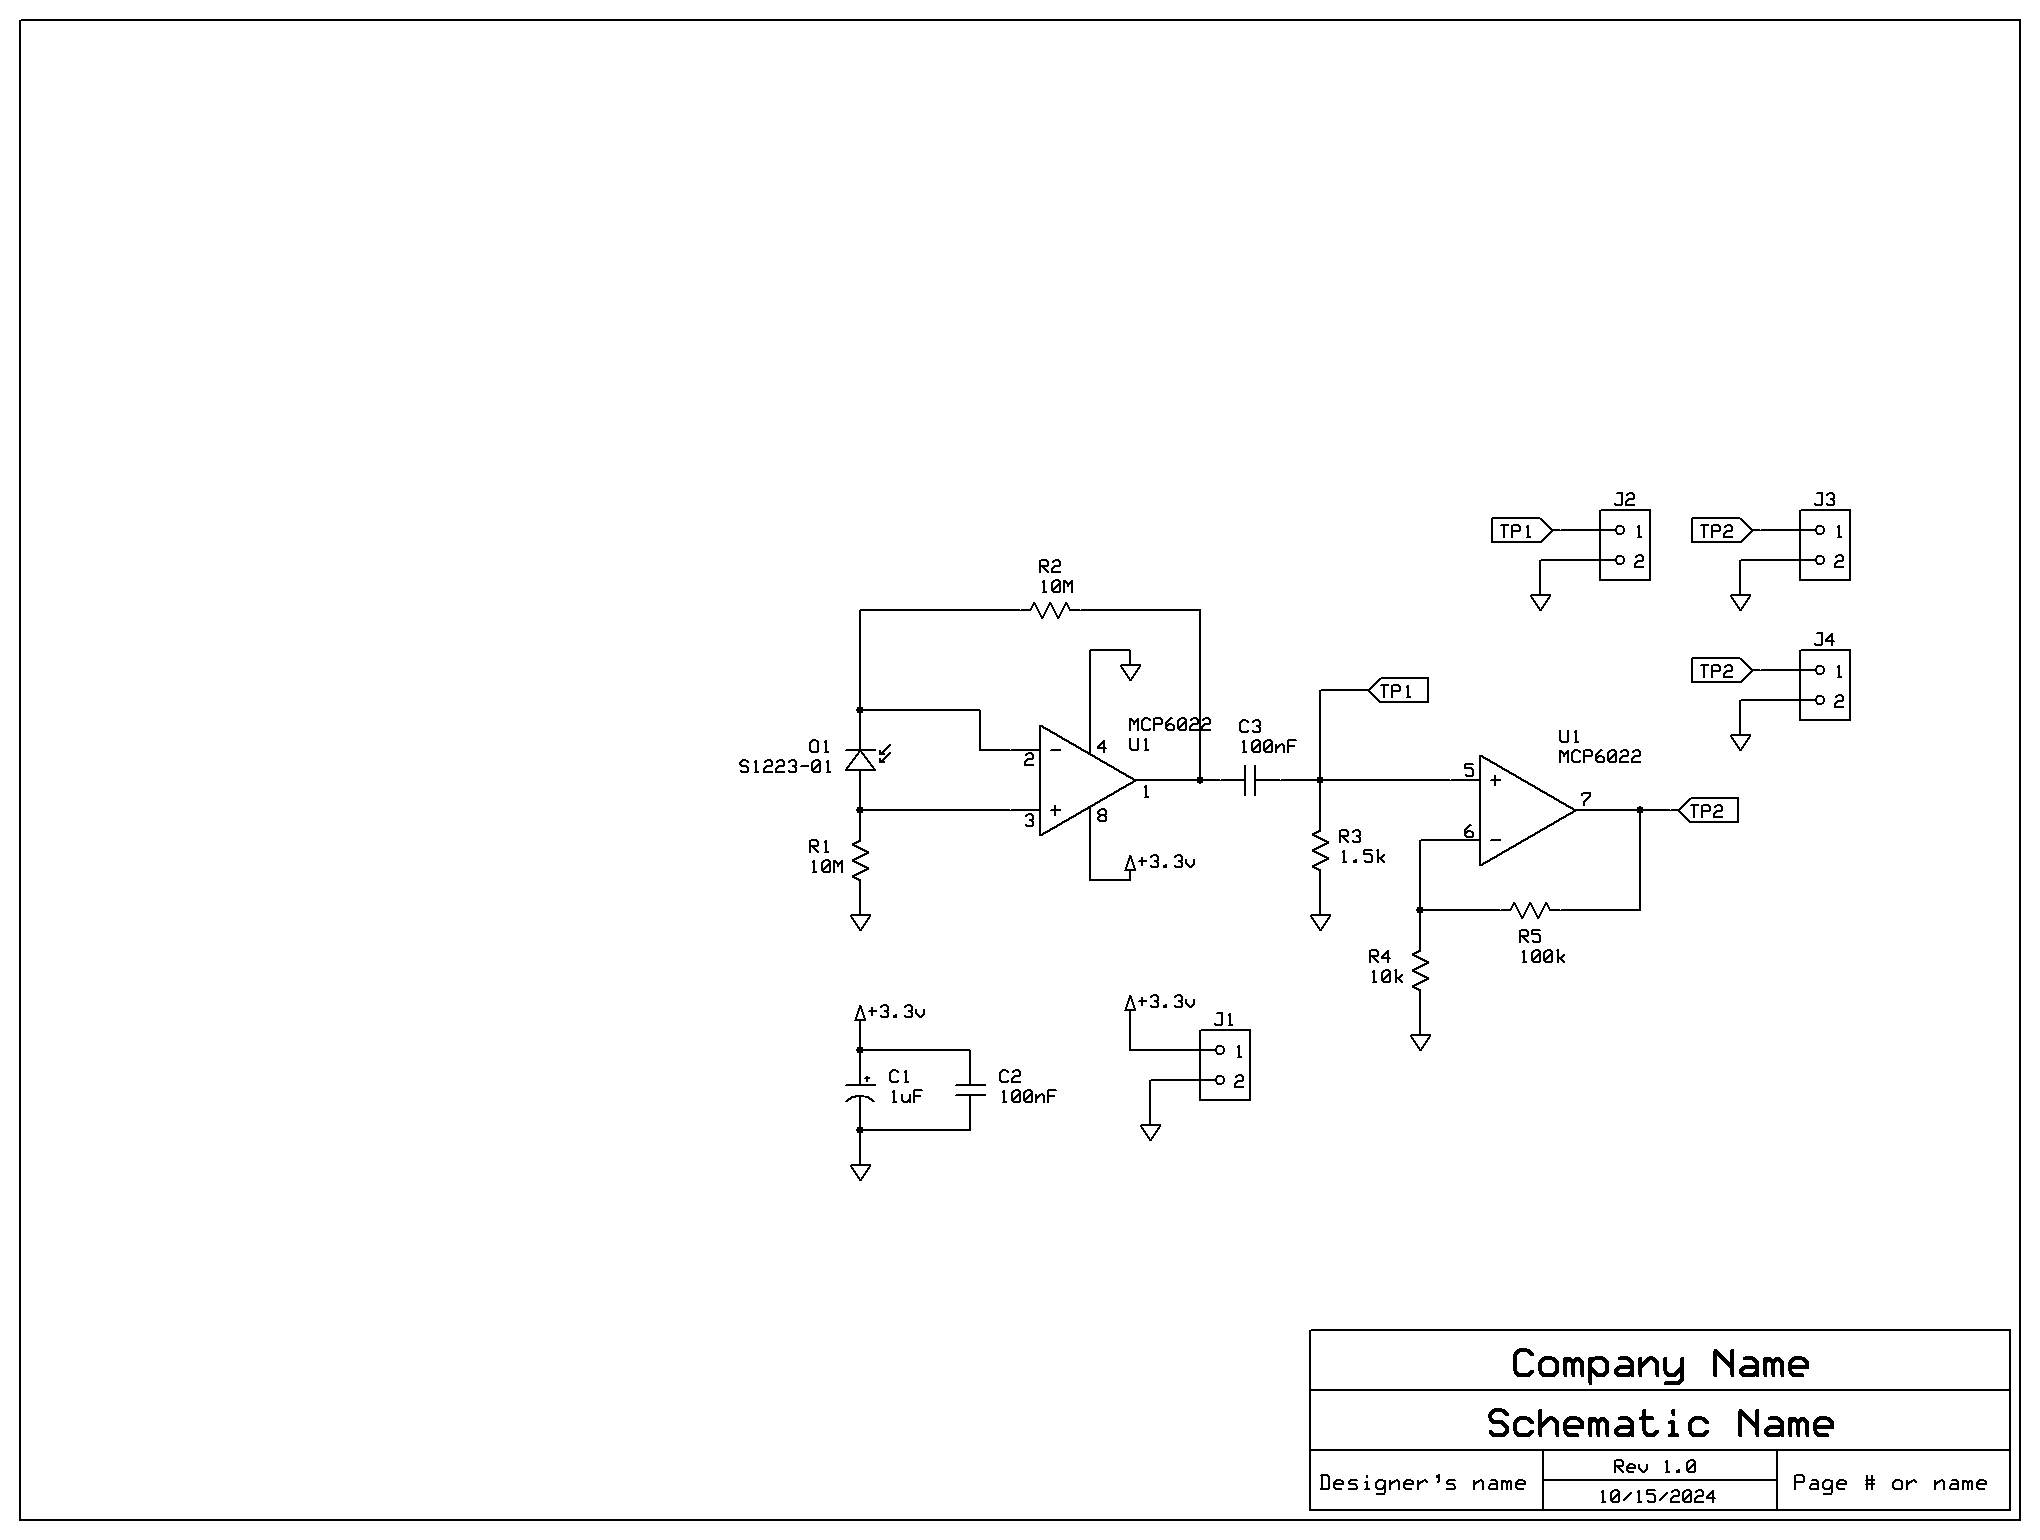 J2
TP1
1
2
J3
TP2
1
2
R2
10M
J4
TP2
1
2
TP1
MCP6022
U1
C3
100nF
4
2
-
+
3
8
1
O1
S1223-01
R1
10M
+3.3v
U1
MCP6022
5
+
6
-
7
TP2
R3
1.5k
R5
100k
R4
10k
+3.3v
+
C1
1uF
C2
100nF
+3.3v
J1
1
2
Company Name
Schematic Name
Designer's name
Rev 1.0
10/15/2024
Page # or name